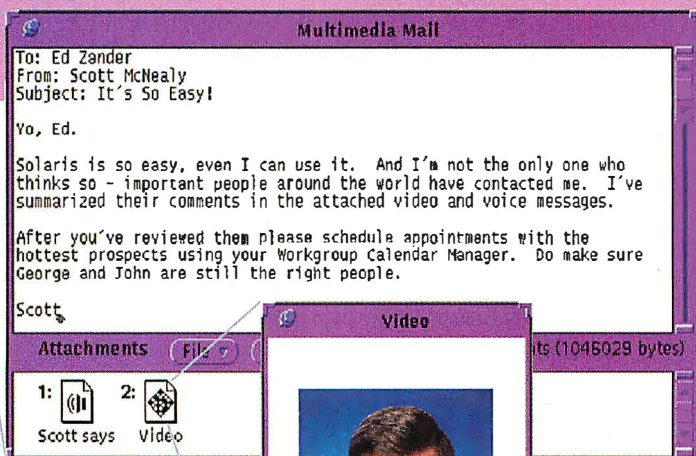 Multimedia Mail
To: Ed Zander
From: Scott McNealy
Subject: It's So Easy!
Yo, Ed.
Solaris is so easy, even I can use it. And I'm not the only one who
thinks so - important people around the world have contacted me. I've
summarized their comments in the attached video and voice messages.
After you've reviewed them please schedule appointments with the
hottest prospects using your Workgroup Calendar Manager. Do make sure
George and John are still the right people.
Scott
Video
Attachments
File
(1046029 bytes)
1:
2:
Scott says
Video